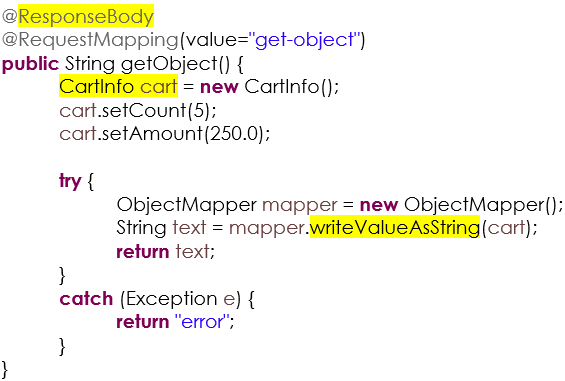 @ResponseBody
@RequestMapping(value="get-object")
public String getObject() {
CartInfo cart = new CartInfo();
cart.setCount(5);
cart.setAmount(250.0);
try {
ObjectMapper mapper = new ObjectMapper();
String text = mapper.writeValueAsString(cart);
return text;
}
catch (Exception e) {
return "error";
}
}